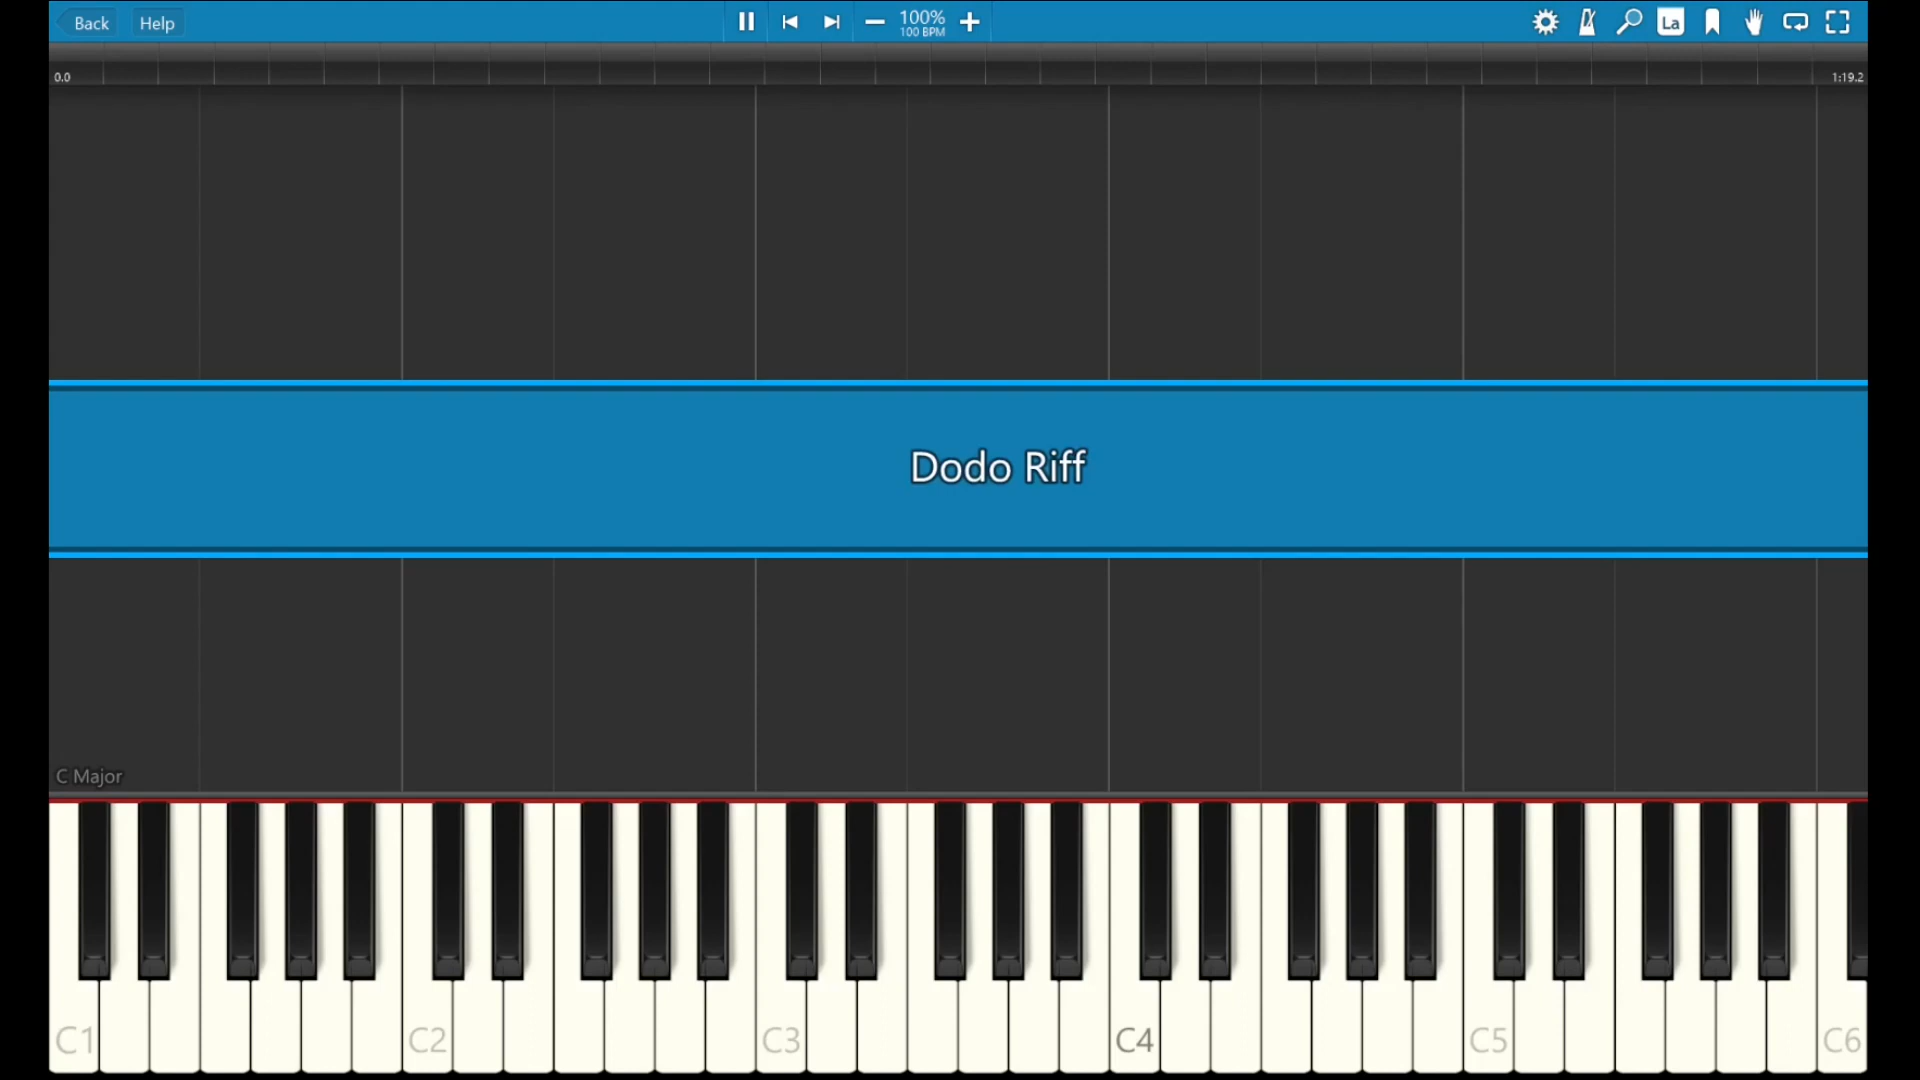 Back Help 100% La
100 BPM
0.0 1:19.2
Dodo Riff
C Major
C1 C2 C3 C4 C5 C6